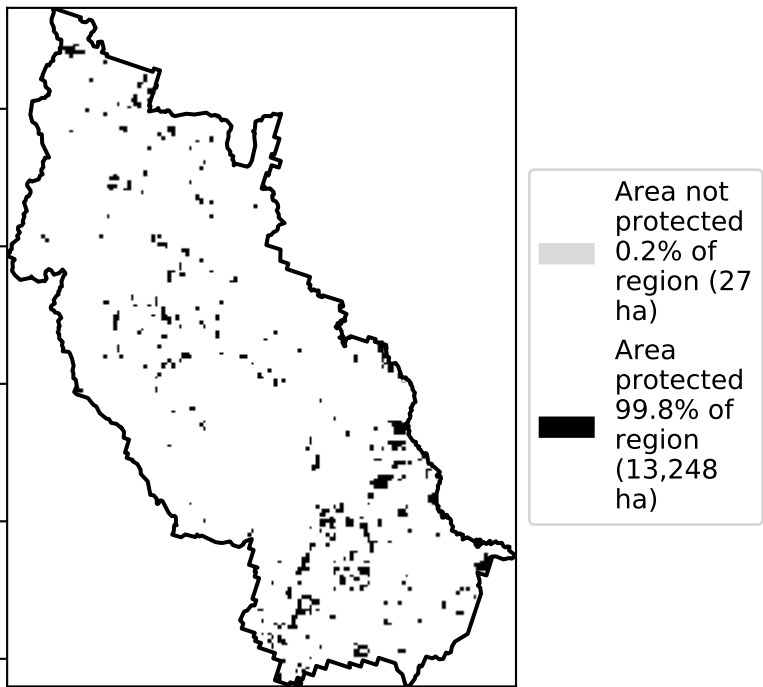 Area not
protected
0.2% of
region (27
ha)
Area
protected
99.8% of
region
(13,248
ha)